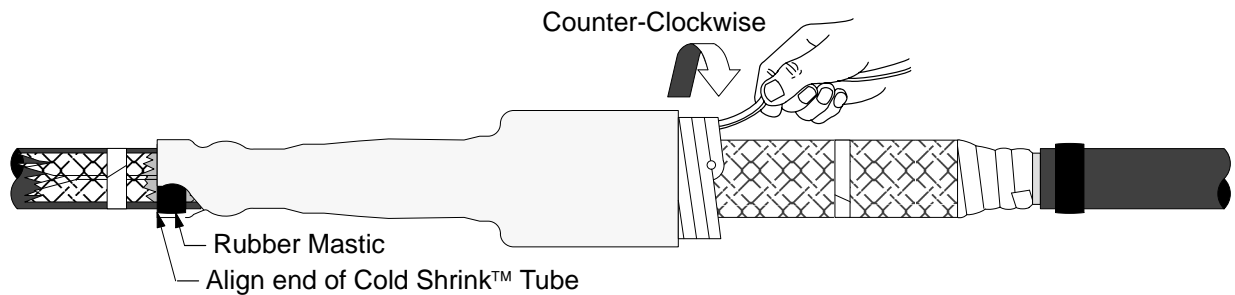 Counter-Clockwise
Rubber Mastic
Align end of Cold Shrink™ Tube